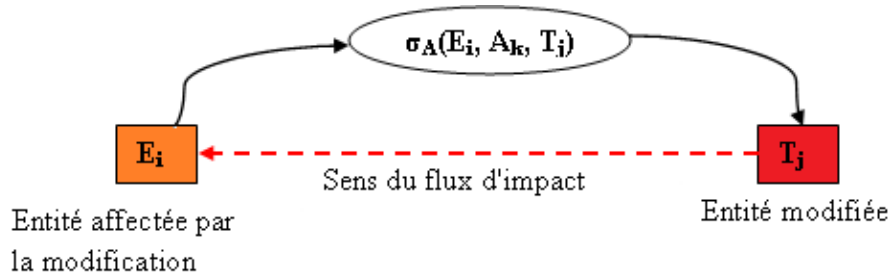 σA(Ei, Ak, Tj)
Ei
Tj
Sens du flux d'impact
Entité affectée par
la modification
Entité modifiée